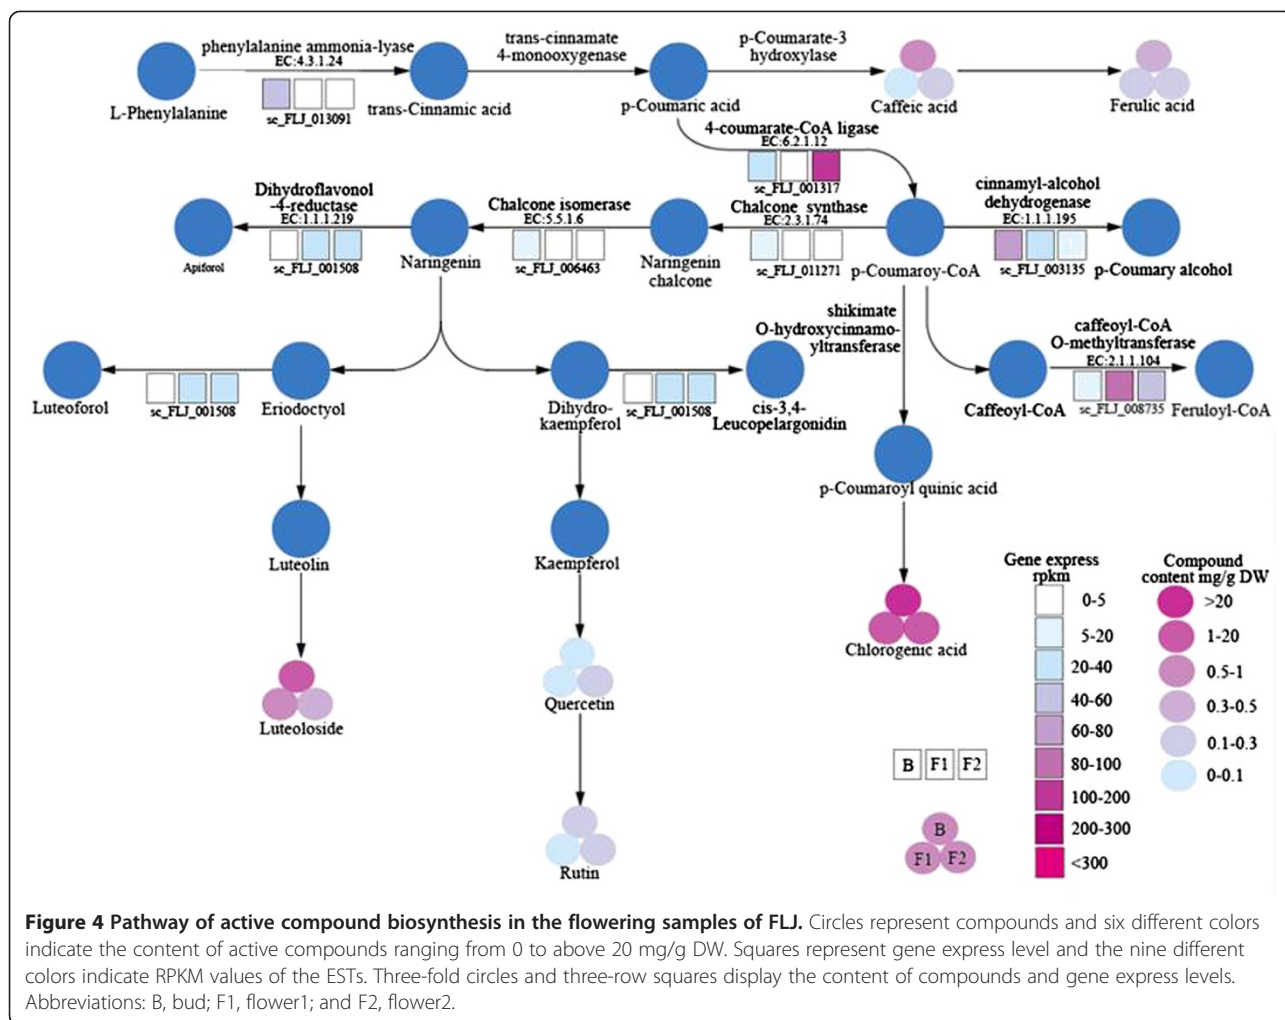 phenylalanine ammonia-lyase
EC:4.3.1.24
trans-cinnamate
4-monooxygenase
p-Coumarate-3
hydroxylase
L-Phenylalanine
sc_FLJ_013091
trans-Cinnamic acid
p-Coumaric acid
Caffeic acid
Ferulic acid
4-coumarate-CoA ligase
EC:6.2.1.12
sc_FLJ_001317
Dihydroflavonol
-4-reductase
EC:1.1.1.219
Chalcone isomerase
EC:5.5.1.6
Chalcone synthase
EC:2.3.1.74
cinnamyl-alcohol
dehydrogenase
EC:1.1.1.195
Apiforol
sc_FLJ_001508
Naringenin
sc_FLJ_006463
Naringenin
chalcone
sc_FLJ_011271
p-Coumaroy-CoA
sc_FLJ_003135
p-Coumary alcohol
shikimate
O-hydroxycinnamo-
yltransferase
caffeoyl-CoA
O-methyltransferase
EC:2.1.1.104
Luteoforol
sc_FLJ_001508
Eriodoctyol
Dihydro-
kaempferol
sc_FLJ_001508
cis-3,4-
Leucopelargonidin
Caffeoyl-CoA
sc_FLJ_008735
Feruloyl-CoA
p-Coumaroyl quinic acid
Luteolin
Kaempferol
Chlorogenic acid
Luteoloside
Quercetin
Rutin
Gene express
rpkm
0-5
5-20
20-40
40-60
60-80
80-100
100-200
200-300
<300
Compound
content mg/g DW
>20
1-20
0.5-1
0.3-0.5
0.1-0.3
0-0.1
B F1 F2
B
F1 F2
Figure 4 Pathway of active compound biosynthesis in the flowering samples of FLJ. Circles represent compounds and six different colors
indicate the content of active compounds ranging from 0 to above 20 mg/g DW. Squares represent gene express level and the nine different
colors indicate RPKM values of the ESTs. Three-fold circles and three-row squares display the content of compounds and gene express levels.
Abbreviations: B, bud; F1, flower1; and F2, flower2.